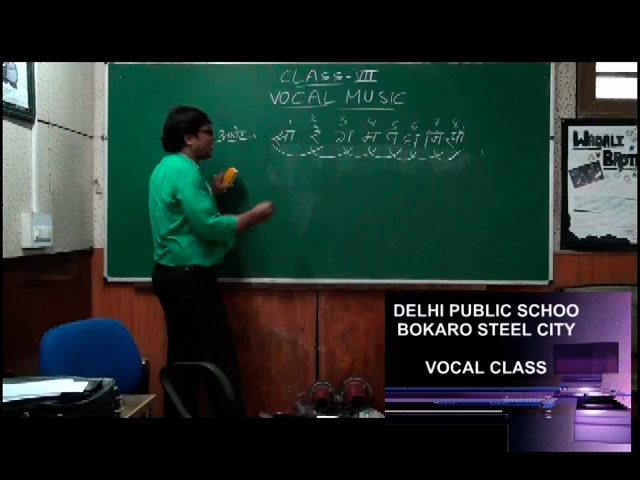 CLASS-VII
VOCAL MUSIC
1 2 3 4 5 6 7 8
सा रे ग म प ध नि सां
WADALI
DELHI PUBLIC SCHOO
BOKARO STEEL CITY
VOCAL CLASS